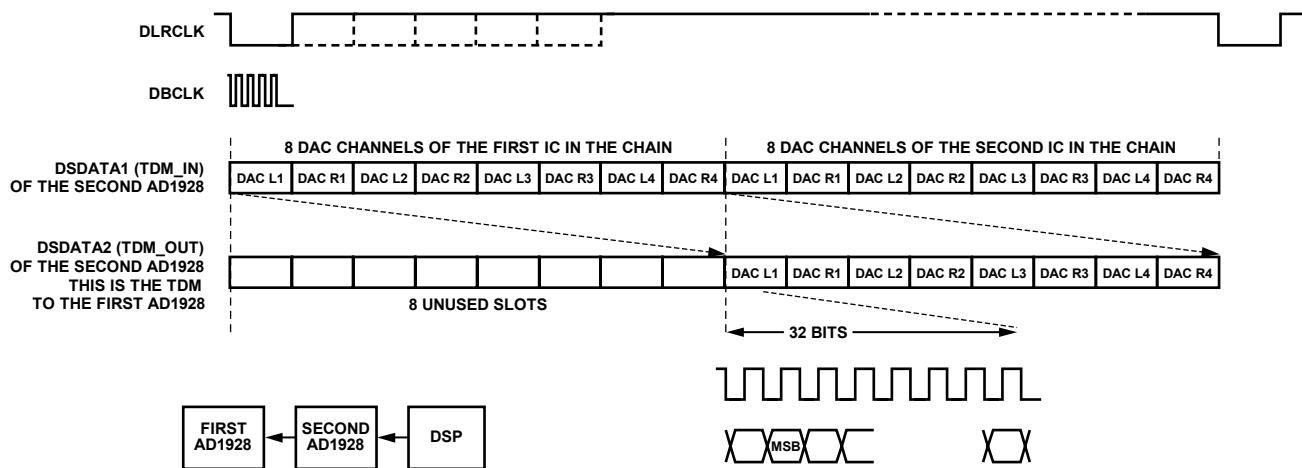 DLRCLK
DBCLK
8 DAC CHANNELS OF THE FIRST IC IN THE CHAIN
8 DAC CHANNELS OF THE SECOND IC IN THE CHAIN
DSDATA1 (TDM_IN)
OF THE SECOND AD1928
DAC L1 DAC R1 DAC L2 DAC R2 DAC L3 DAC R3 DAC L4 DAC R4 DAC L1 DAC R1 DAC L2 DAC R2 DAC L3 DAC R3 DAC L4 DAC R4
DSDATA2 (TDM_OUT)
OF THE SECOND AD1928
THIS IS THE TDM
TO THE FIRST AD1928
DAC L1 DAC R1 DAC L2 DAC R2 DAC L3 DAC R3 DAC L4 DAC R4
8 UNUSED SLOTS
32 BITS
FIRST
AD1928
SECOND
AD1928
DSP
MSB